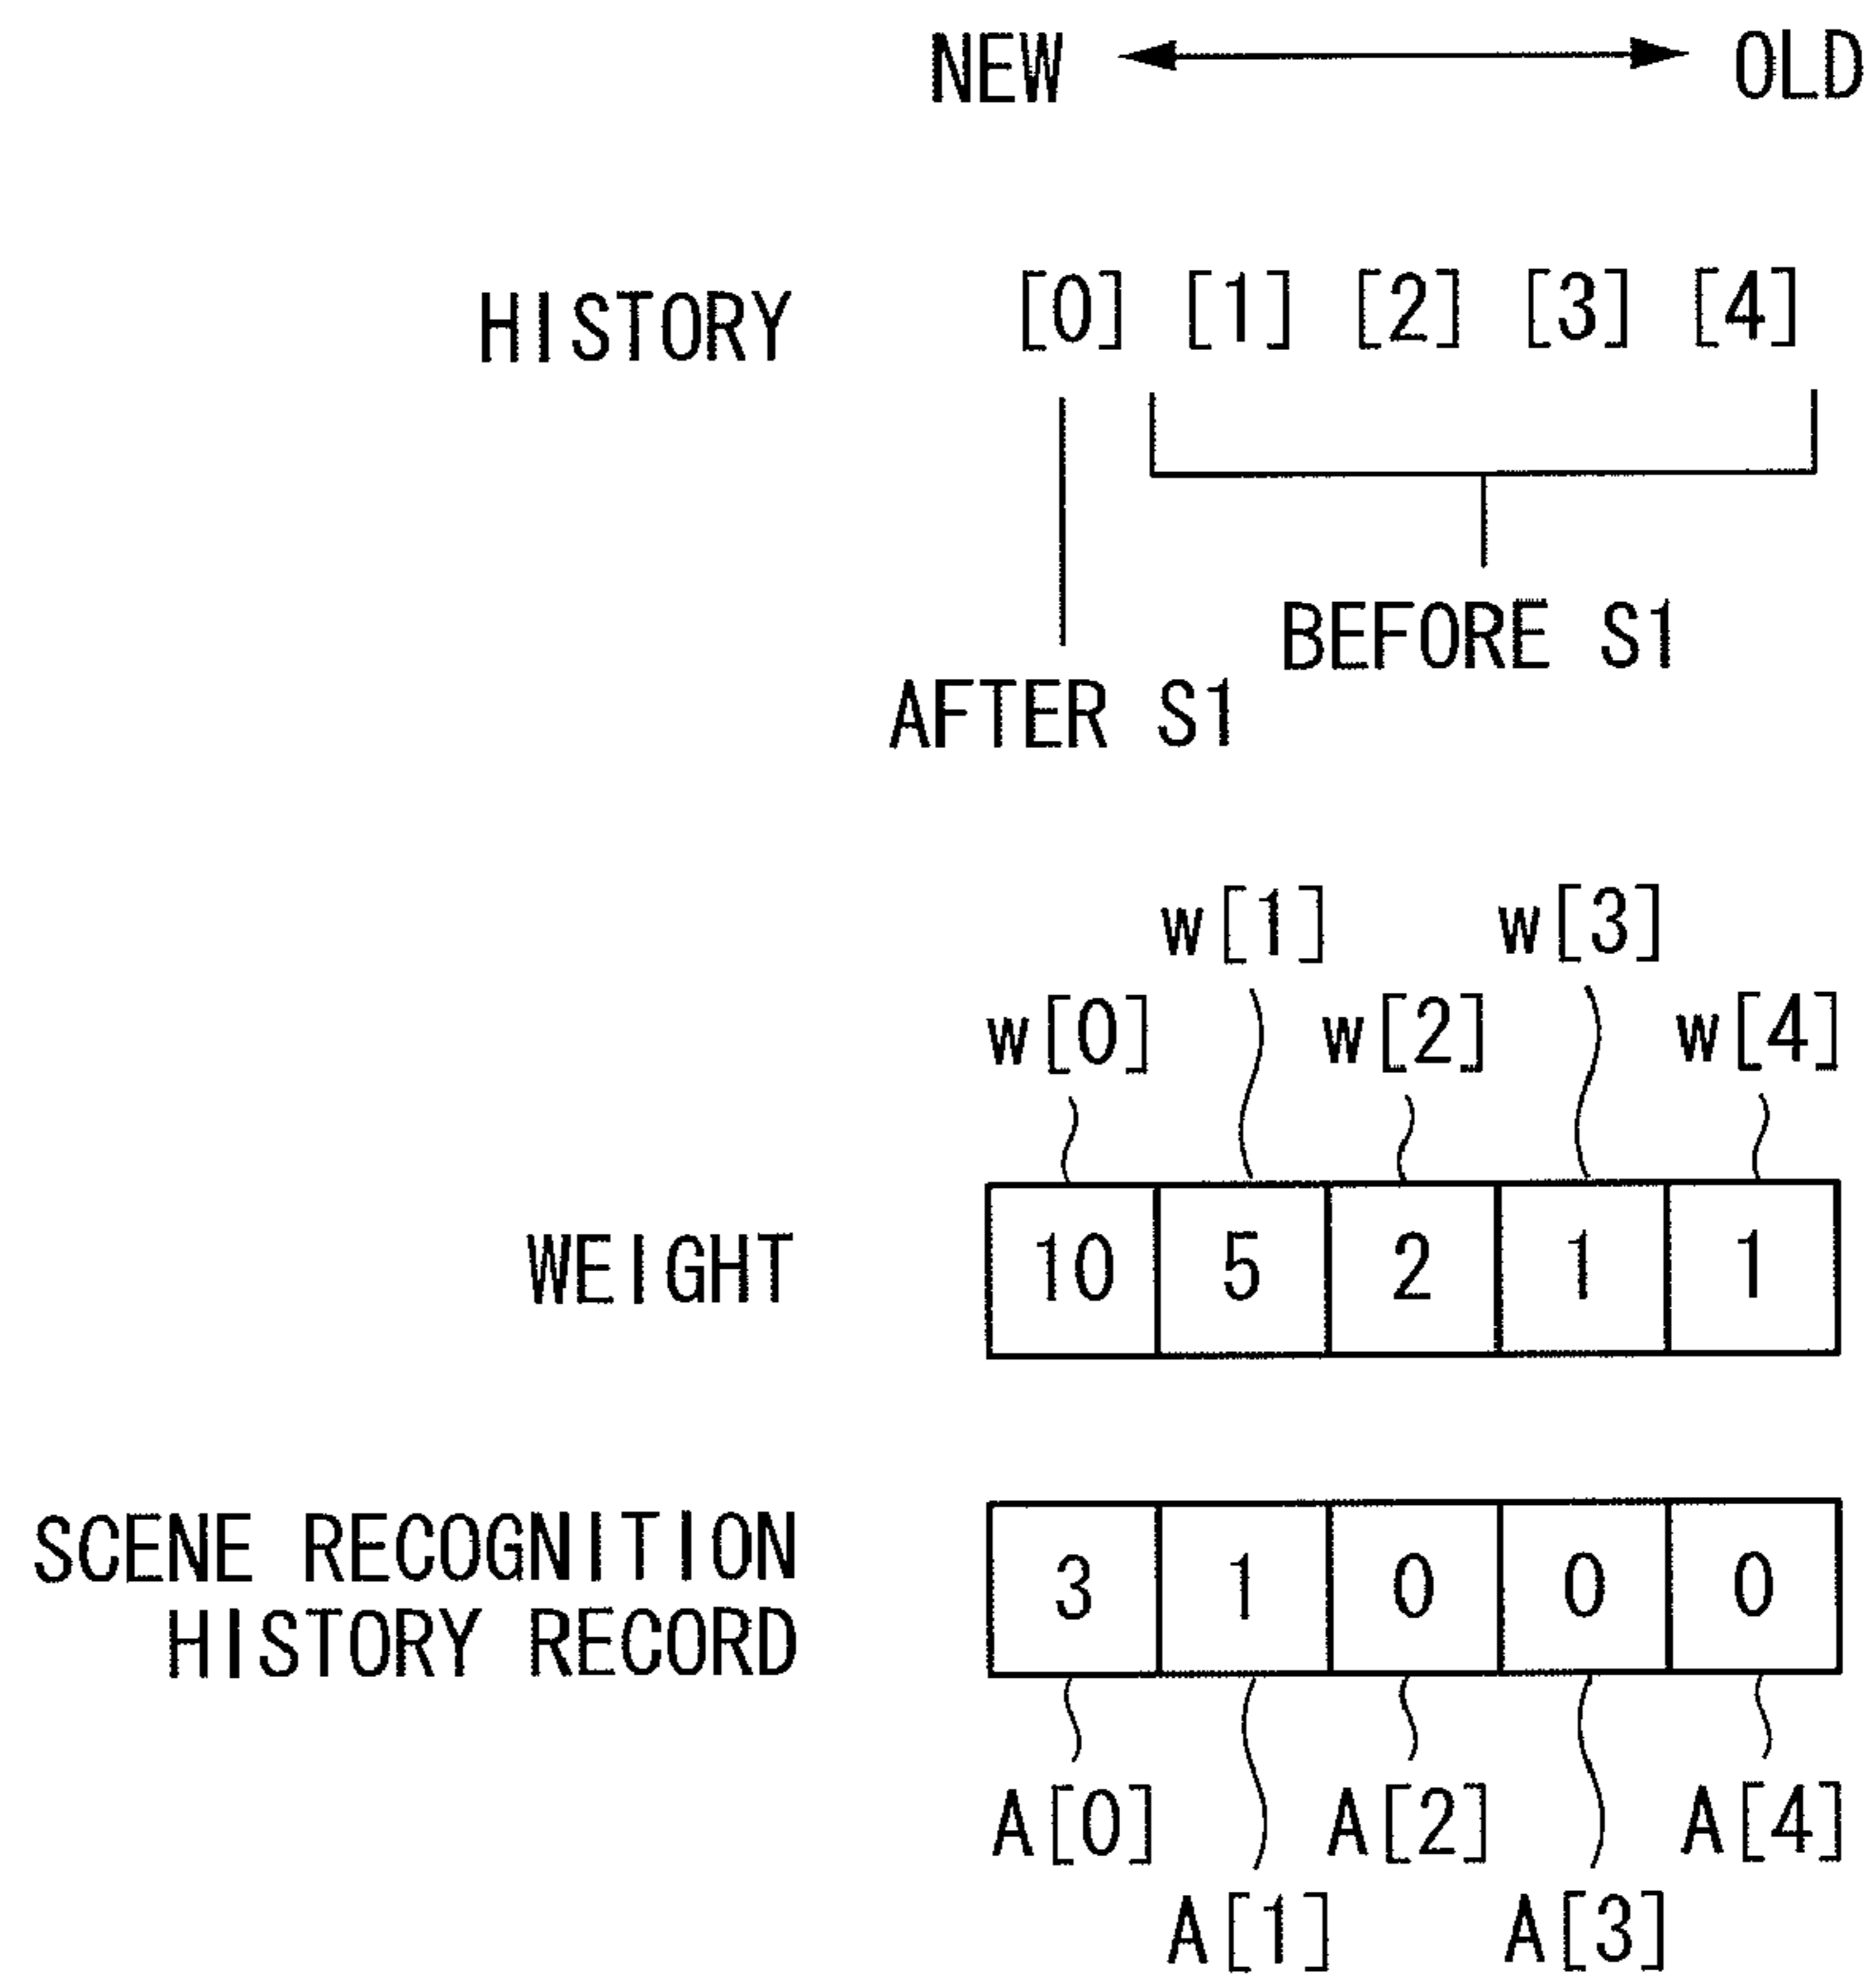 NEW OLD
HISTORY [0] [1] [2] [3] [4]
BEFORE S1
AFTER S1
w[1] w[3]
w[0] w[2] w[4]
WEIGHT 10 5 2 1 1
SCENE RECOGNITION
HISTORY RECORD 3 1 0 0 0
A[0] A[2] A[4]
A[1] A[3]